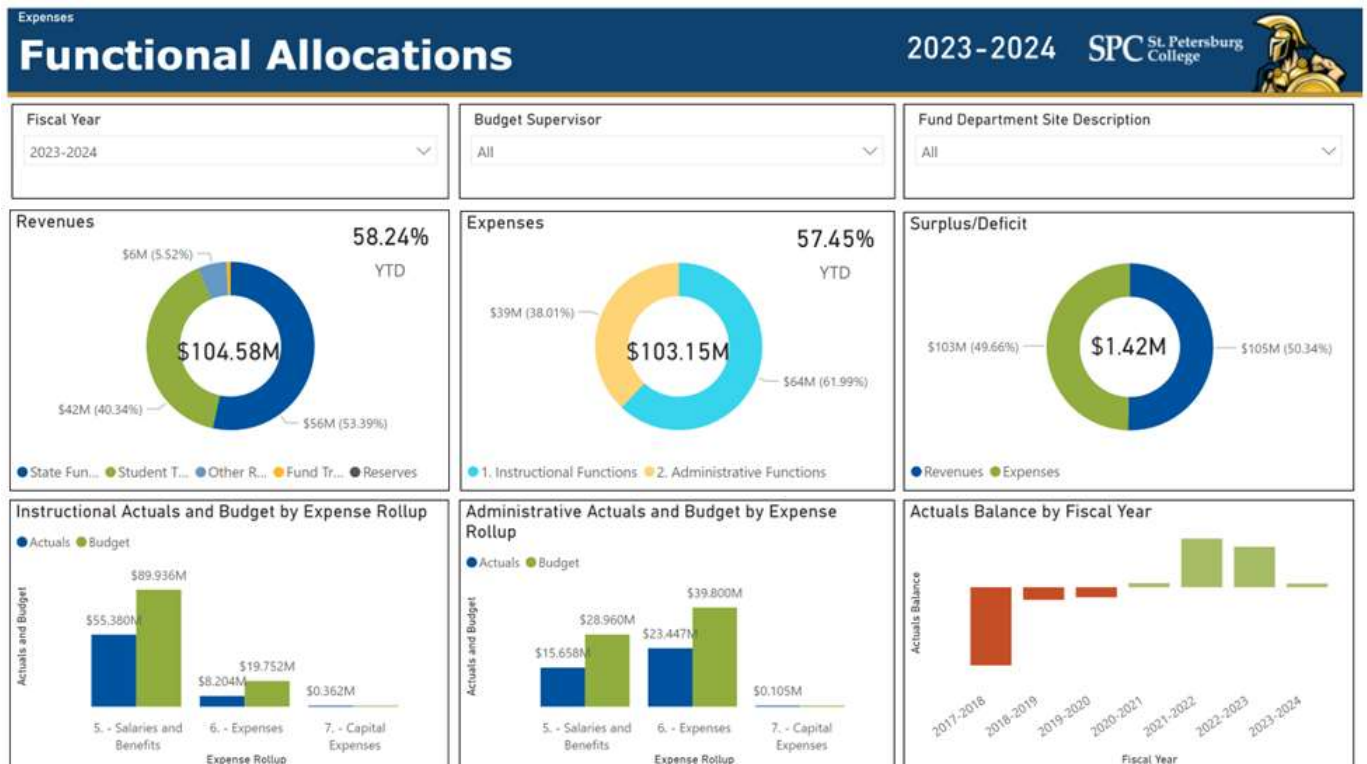 Expenses
Functional Allocations
2023-2024
SPC St. Petersburg
College
Fiscal Year
2023-2024
Budget Supervisor
All
Fund Department Site Description
All
Revenues
58.24%
YTD
$6M (5.52%)
$104.58M
$42M (40.34%)
$56M (53.39%)
State Fun... Student T... Other R... Fund Tr... Reserves
Expenses
57.45%
YTD
$39M (38.01%)
$103.15M
$64M (61.99%)
1. Instructional Functions 2. Administrative Functions
Surplus/Deficit
$103M (49.66%)
$1.42M
$105M (50.34%)
Revenues Expenses
Instructional Actuals and Budget by Expense Rollup
Actuals Budget
Actuals and Budget
$89.936M
$55.380M
$19.752M
$8.204M
$0.362M
5. - Salaries and
Benefits
6. - Expenses
7. - Capital
Expenses
Expense Rollup
Administrative Actuals and Budget by Expense
Rollup
Actuals Budget
Actuals and Budget
$39.800M
$28.960M
$23.447M
$15.658M
$0.105M
5. - Salaries and
Benefits
6. - Expenses
7. - Capital
Expenses
Expense Rollup
Actuals Balance by Fiscal Year
Actuals Balance
2017-2018
2018-2019
2019-2020
2020-2021
2021-2022
2022-2023
2023-2024
Fiscal Year